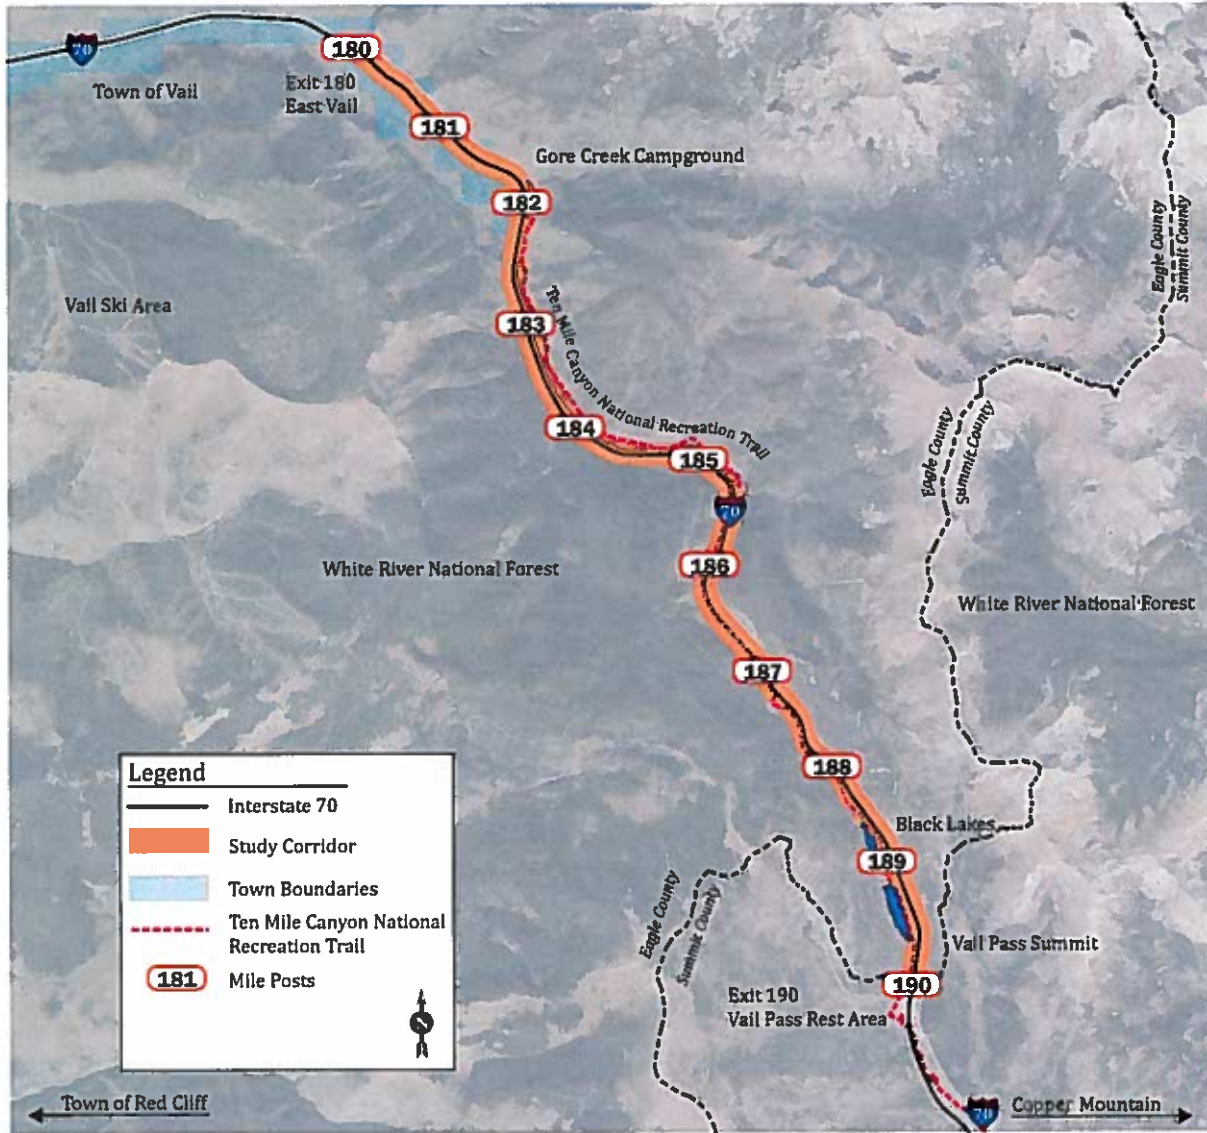 70
180
Town of Vail
Exit 180
East Vail
181
Gore Creek Campground
182
Eagle County
Summit County
Vail Ski Area
183
Ten Mile Canyon National Recreation Trail
184
185
Eagle County
Summit County
70
186
White River National Forest
White River National Forest
187
188
Black Lakes
189
Eagle County
Summit County
Vail Pass Summit
190
Exit 190
Vail Pass Rest Area
Legend
Interstate 70
Study Corridor
Town Boundaries
Ten Mile Canyon National
Recreation Trail
181
Mile Posts
Town of Red Cliff
70
Copper Mountain